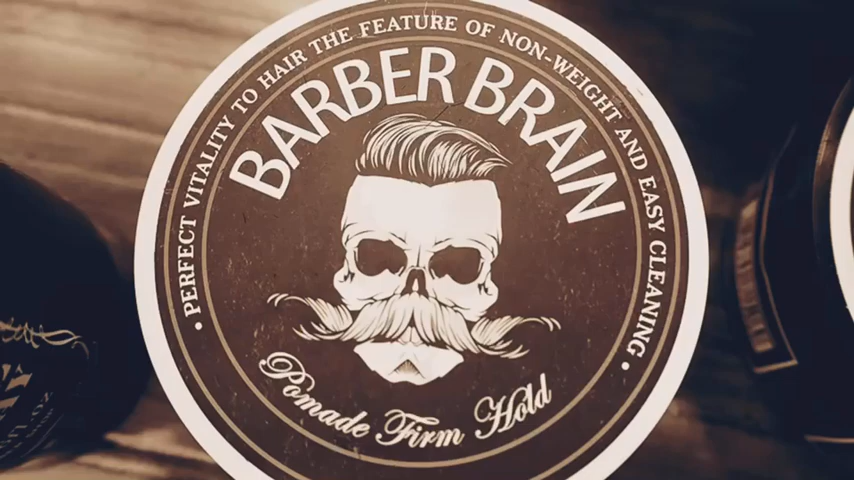 PERFECT VITALITY TO HAIR THE FEATURE OF NON-WEIGHT AND EASY CLEANING
BARBER BRAIN
Pomade Firm Hold